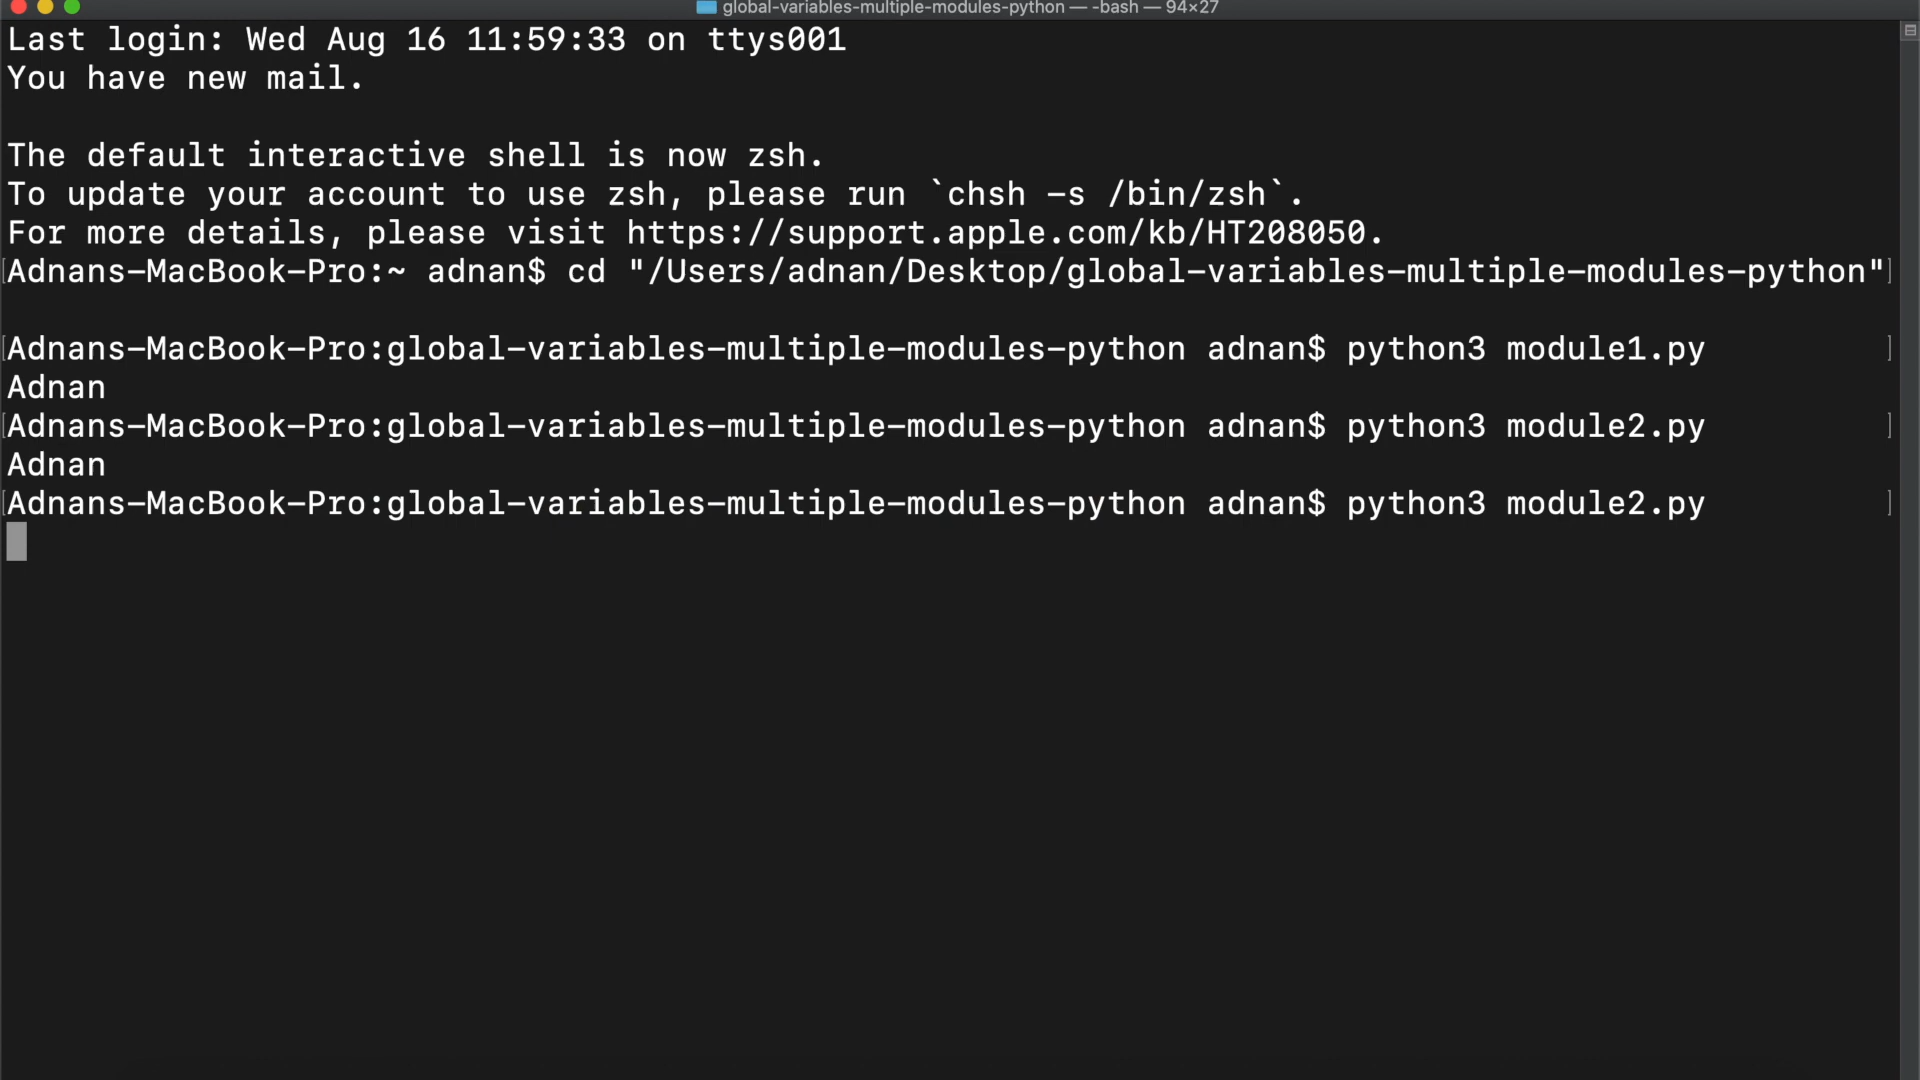 global-variables-multiple-modules-python — -bash — 94×27
Last login: Wed Aug 16 11:59:33 on ttys001
You have new mail.
The default interactive shell is now zsh.
To update your account to use zsh, please run `chsh -s /bin/zsh`.
For more details, please visit https://support.apple.com/kb/HT208050.
[Adnans-MacBook-Pro:~ adnan$ cd "/Users/adnan/Desktop/global-variables-multiple-modules-python"]
[Adnans-MacBook-Pro:global-variables-multiple-modules-python adnan$ python3 module1.py ]
Adnan
[Adnans-MacBook-Pro:global-variables-multiple-modules-python adnan$ python3 module2.py ]
Adnan
[Adnans-MacBook-Pro:global-variables-multiple-modules-python adnan$ python3 module2.py ]